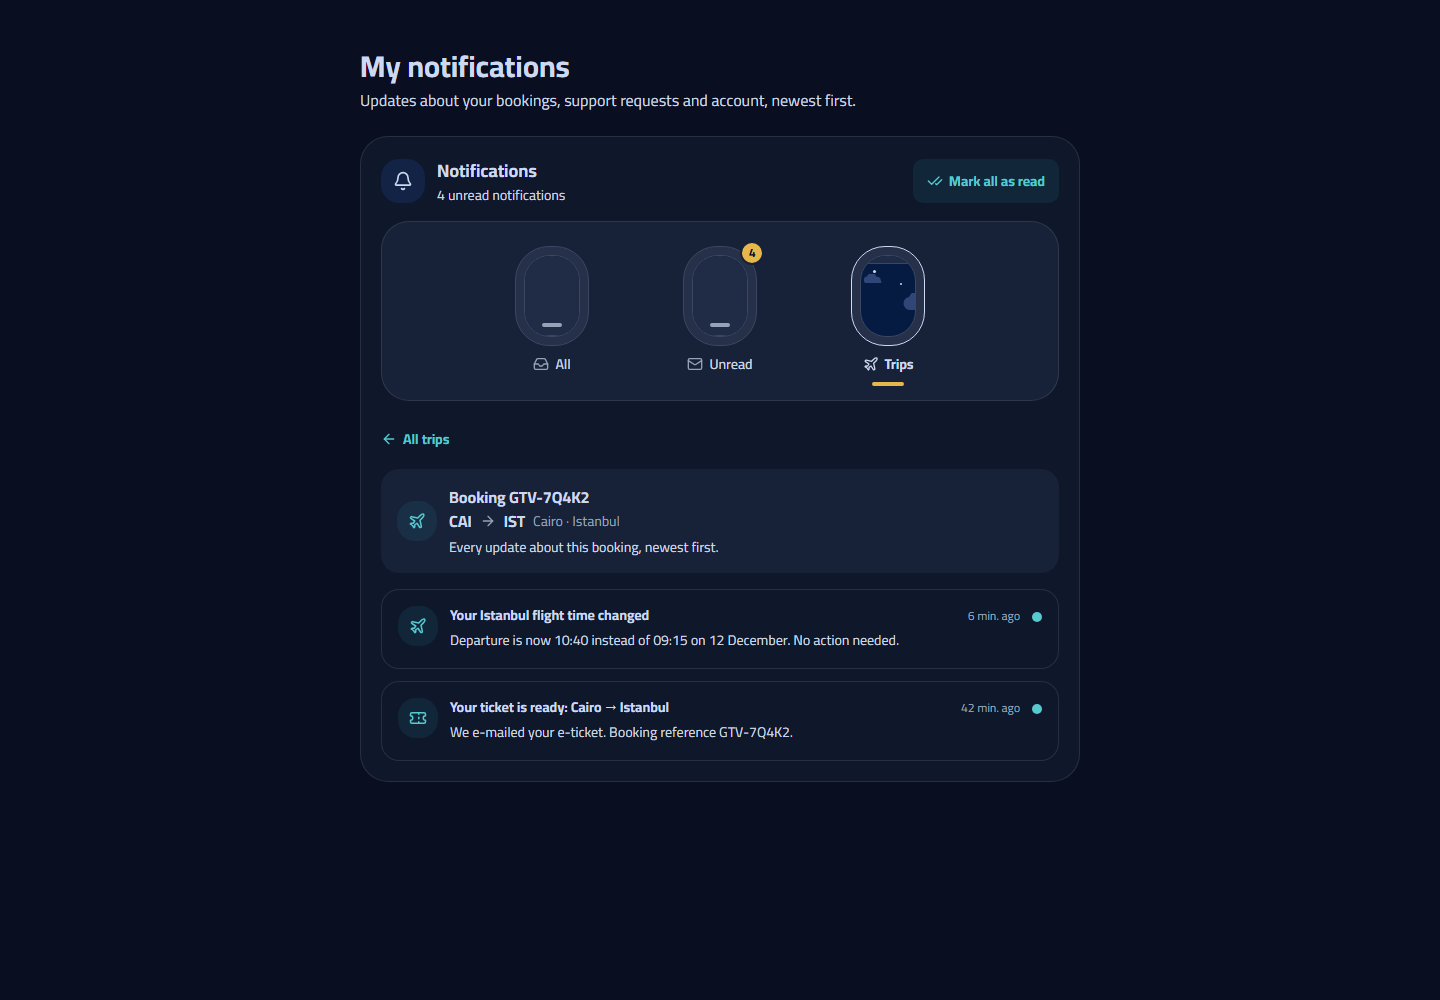 My notifications
Updates about your bookings, support requests and account, newest first.
Notifications
4 unread notifications
Mark all as read
4
All
Unread
Trips
All trips
Booking GTV-7Q4K2
CAI → IST Cairo · Istanbul
Every update about this booking, newest first.
Your Istanbul flight time changed
6 min. ago
Departure is now 10:40 instead of 09:15 on 12 December. No action needed.
Your ticket is ready: Cairo → Istanbul
42 min. ago
We e-mailed your e-ticket. Booking reference GTV-7Q4K2.